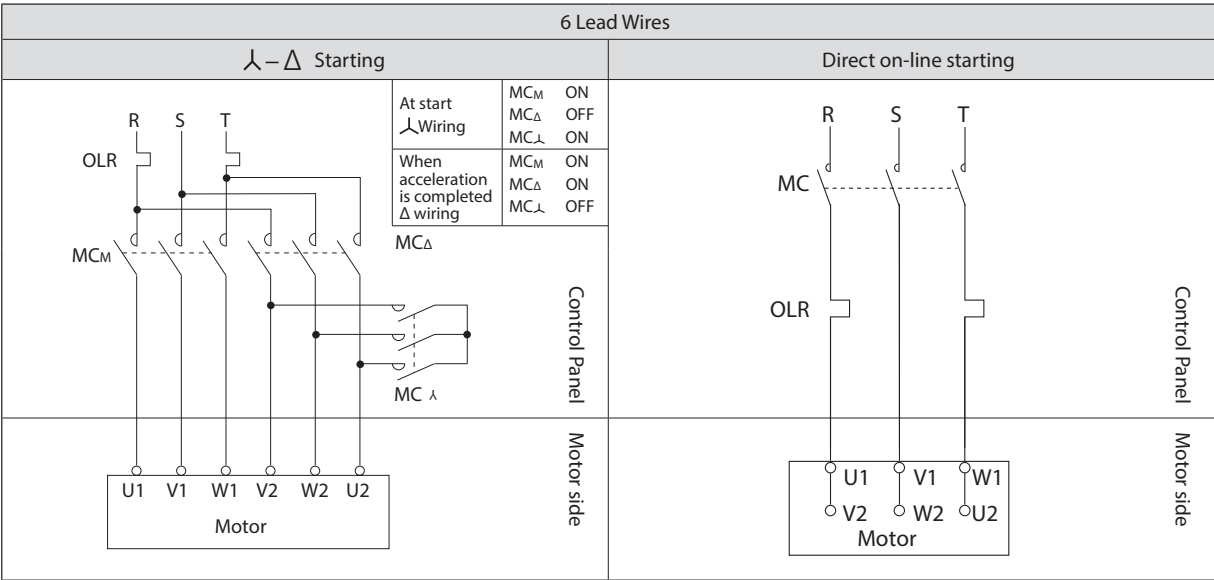 6 Lead Wires
⅄ – Δ Starting
Direct on-line starting
At start
⅄Wiring
MCM ON
MCΔ OFF
MC⅄ ON
When
acceleration
is completed
Δ wiring
MCM ON
MCΔ ON
MC⅄ OFF
R S T
OLR
MCM
MCΔ
MC ⅄
Control Panel
Motor side
U1 V1 W1 V2 W2 U2
Motor
R S T
MC
OLR
Control Panel
Motor side
U1 V1 W1
V2 W2 U2
Motor